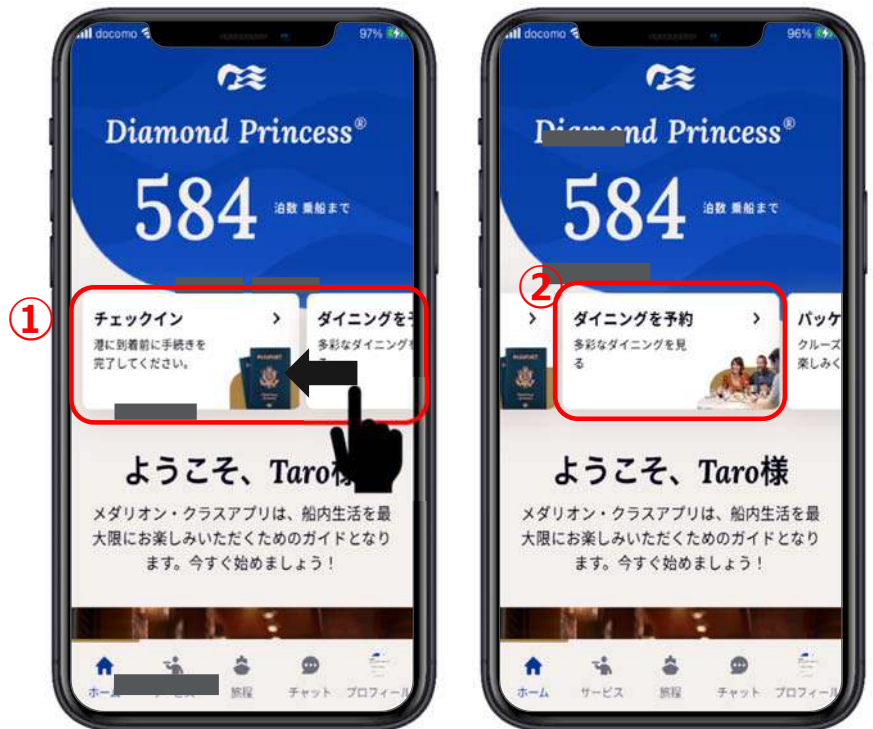 docomo 97%
Diamond Princess®
584 泊数 乗船まで
①
チェックイン > ダイニングを
港に到着前に手続きを 多彩なダイニング
完了してください。
PASSPORT
ようこそ、Taro様
メダリオン・クラスアプリは、船内生活を最
大限にお楽しみいただくためのガイドとなり
ます。今すぐ始めましょう!
ホーム 旅程 チャット プロフィール
docomo 96%
Princess®
584 泊数 乗船まで
②
> ダイニングを予約 > パッケ
多彩なダイニングを見 クルーズ
る 楽しみく
ようこそ、Taro様
メダリオン・クラスアプリは、船内生活を最
大限にお楽しみいただくためのガイドとなり
ます。今すぐ始めましょう!
ホーム サービス 旅程 チャット プロフィール